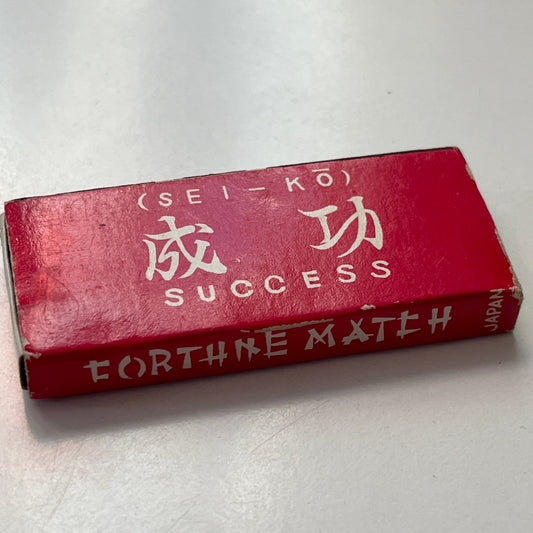 (SEI-KŌ)
成功
SUCCESS
FORTUNE MATCH
JAPAN